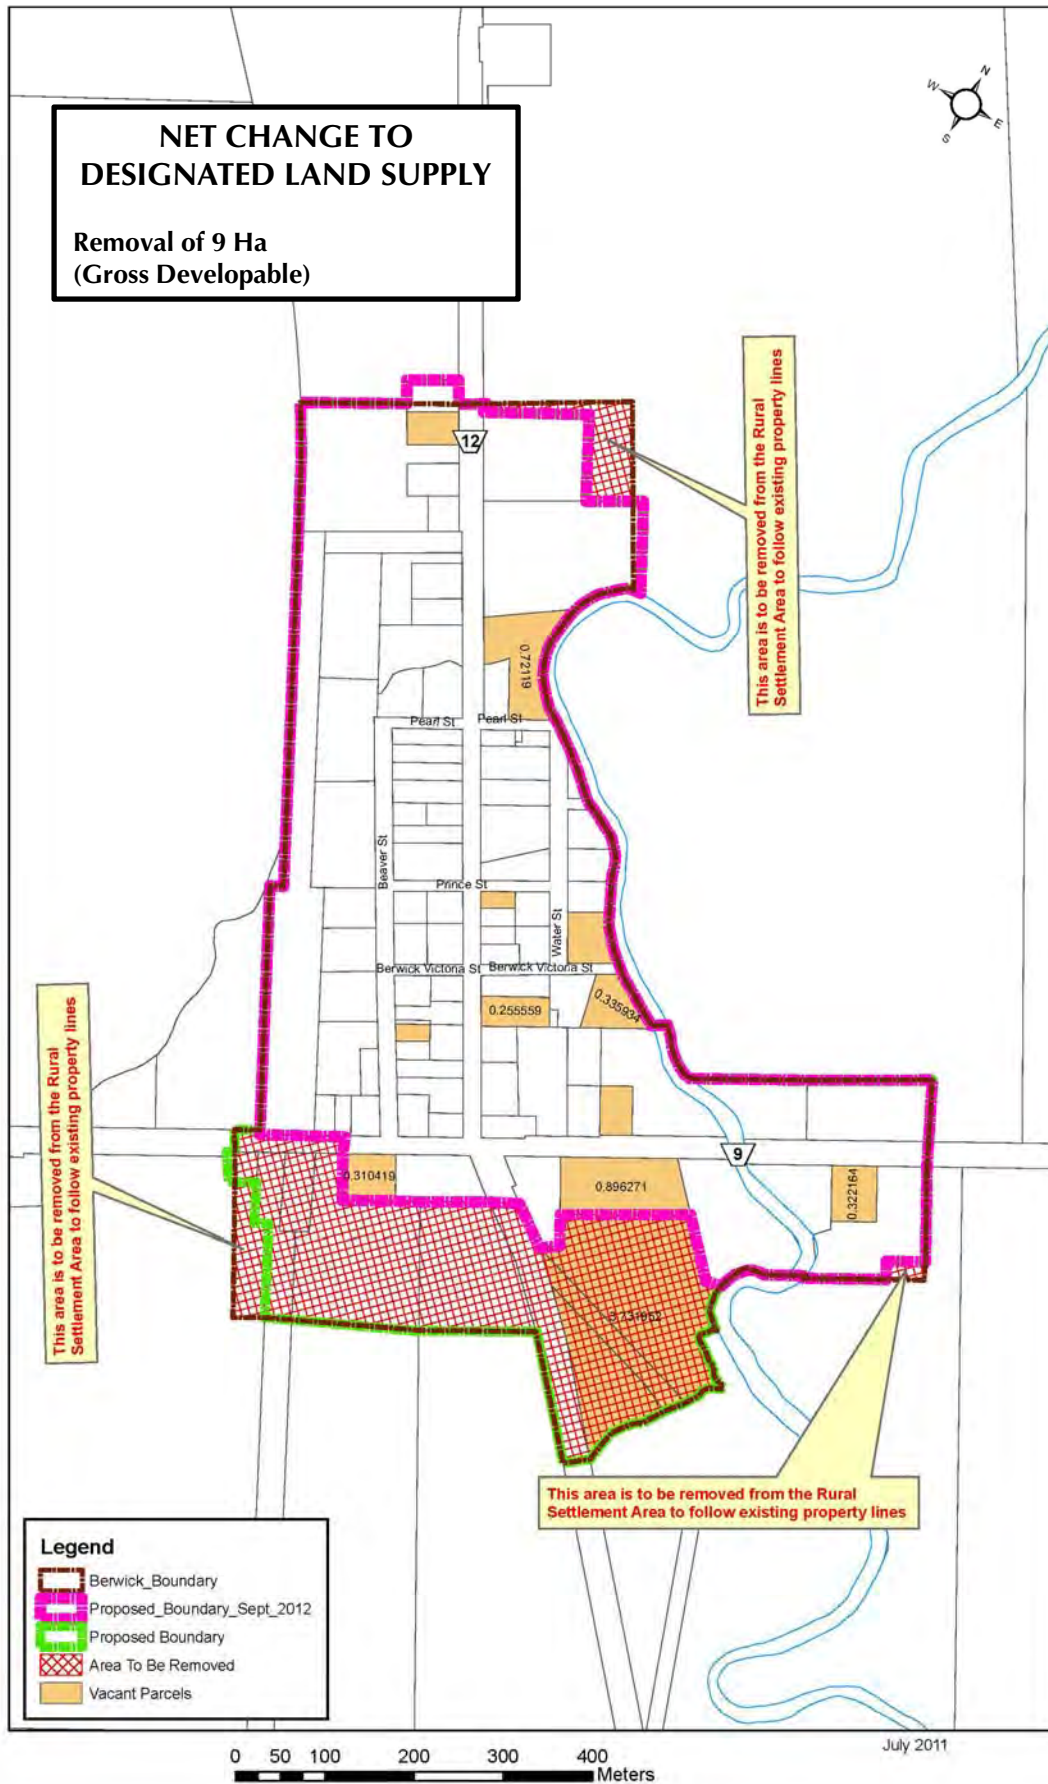 NET CHANGE TO
DESIGNATED LAND SUPPLY
Removal of 9 Ha
(Gross Developable)
N
W
E
S
12
This area is to be removed from the Rural
Settlement Area to follow existing property lines
0.72119
Pearl St
Pearl St
Beaver St
Prince St
Water St
Berwick Victoria St
Berwick Victoria St
0.255559
0.335934
This area is to be removed from the Rural
Settlement Area to follow existing property lines
9
0.310419
0.896271
0.322164
This area is to be removed from the Rural
Settlement Area to follow existing property lines
Legend
Berwick_Boundary
Proposed_Boundary_Sept_2012
Proposed Boundary
Area To Be Removed
Vacant Parcels
July 2011
0 50 100 200 300 400
Meters